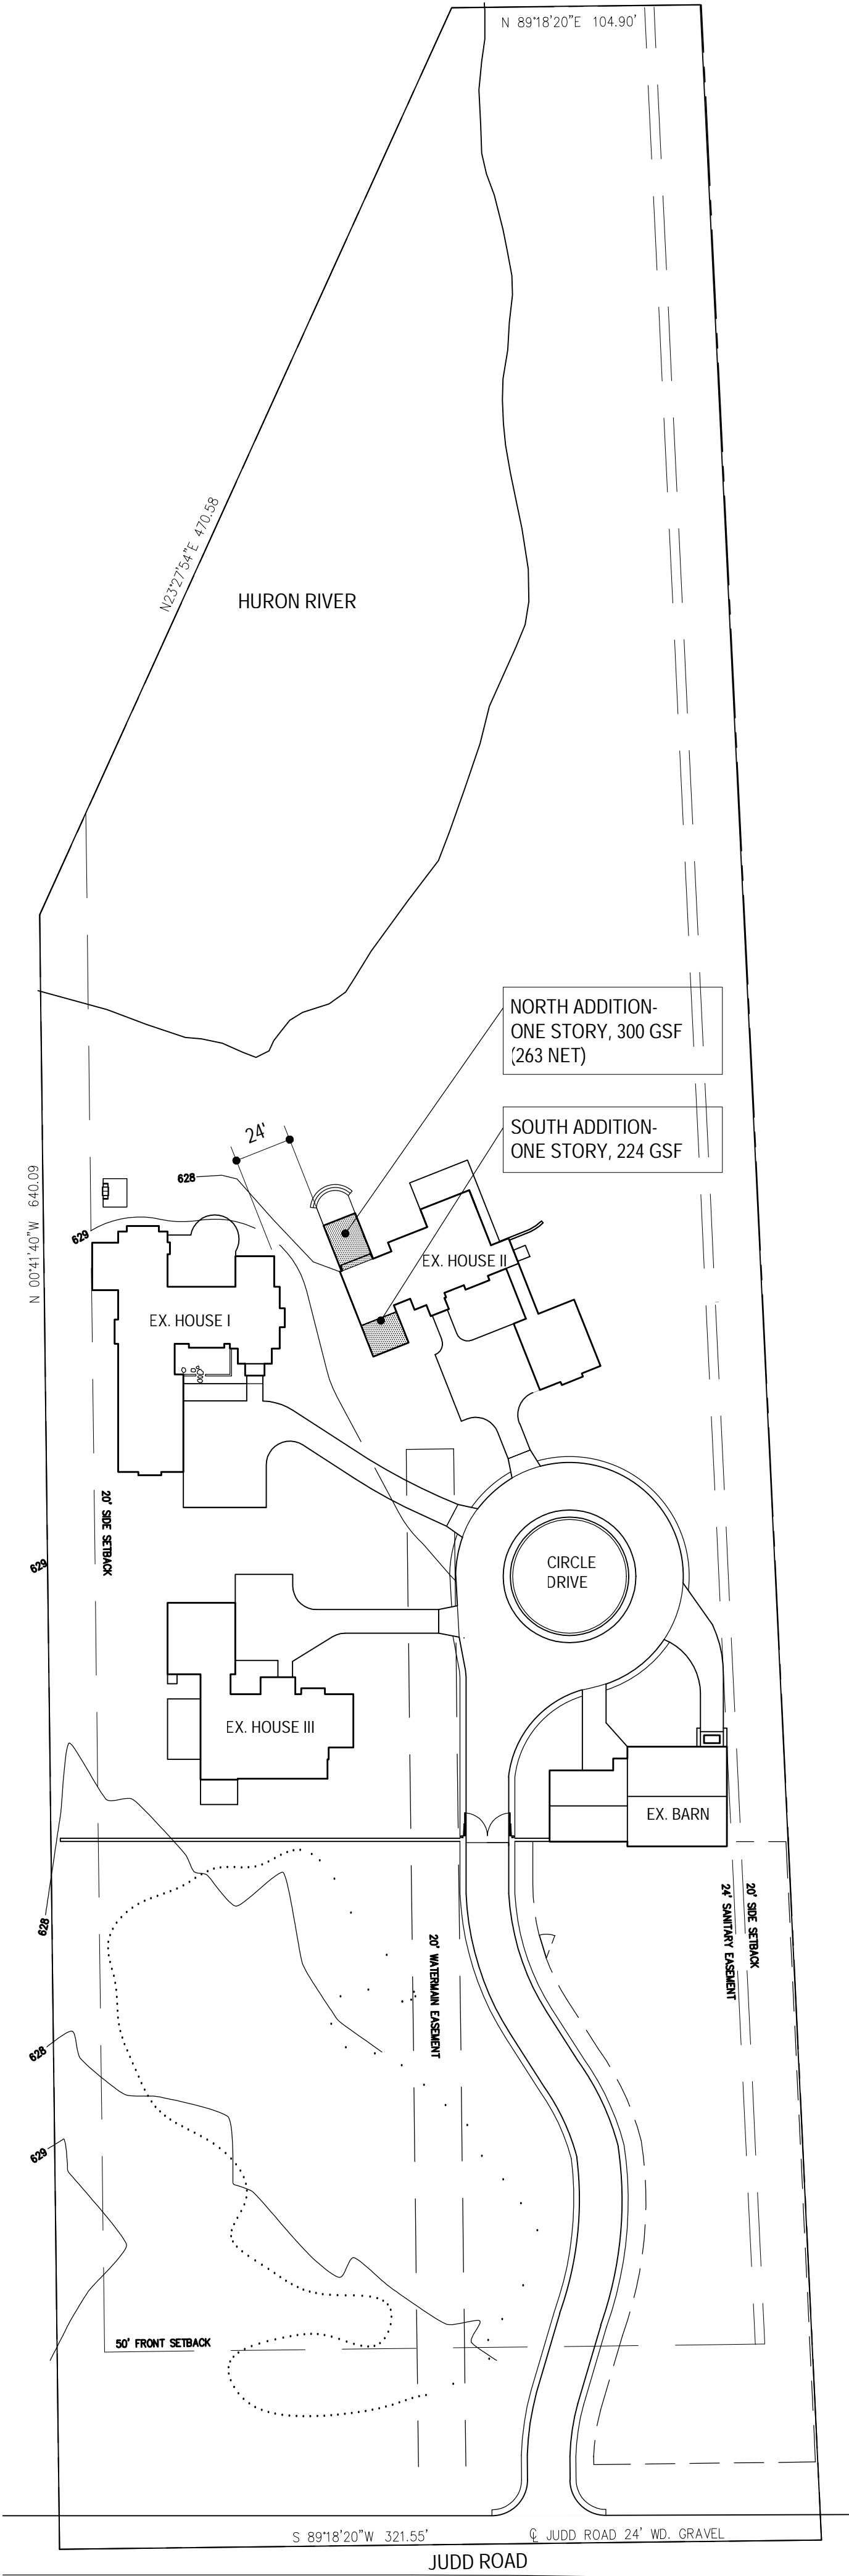 N 89°18'20"E 104.90'
N23°27'54"E 470.58
HURON RIVER
NORTH ADDITION-
ONE STORY, 300 GSF
(263 NET)
SOUTH ADDITION-
ONE STORY, 224 GSF
24'
628
629
N 00°41'40"W 640.09
EX. HOUSE II
EX. HOUSE I
20' SIDE SETBACK
629
CIRCLE
DRIVE
EX. HOUSE III
EX. BARN
628
20' WATERMAIN EASEMENT
24' SANITARY EASEMENT
20' SIDE SETBACK
628
629
50' FRONT SETBACK
S 89°18'20"W 321.55'
℄ JUDD ROAD 24' WD. GRAVEL
JUDD ROAD